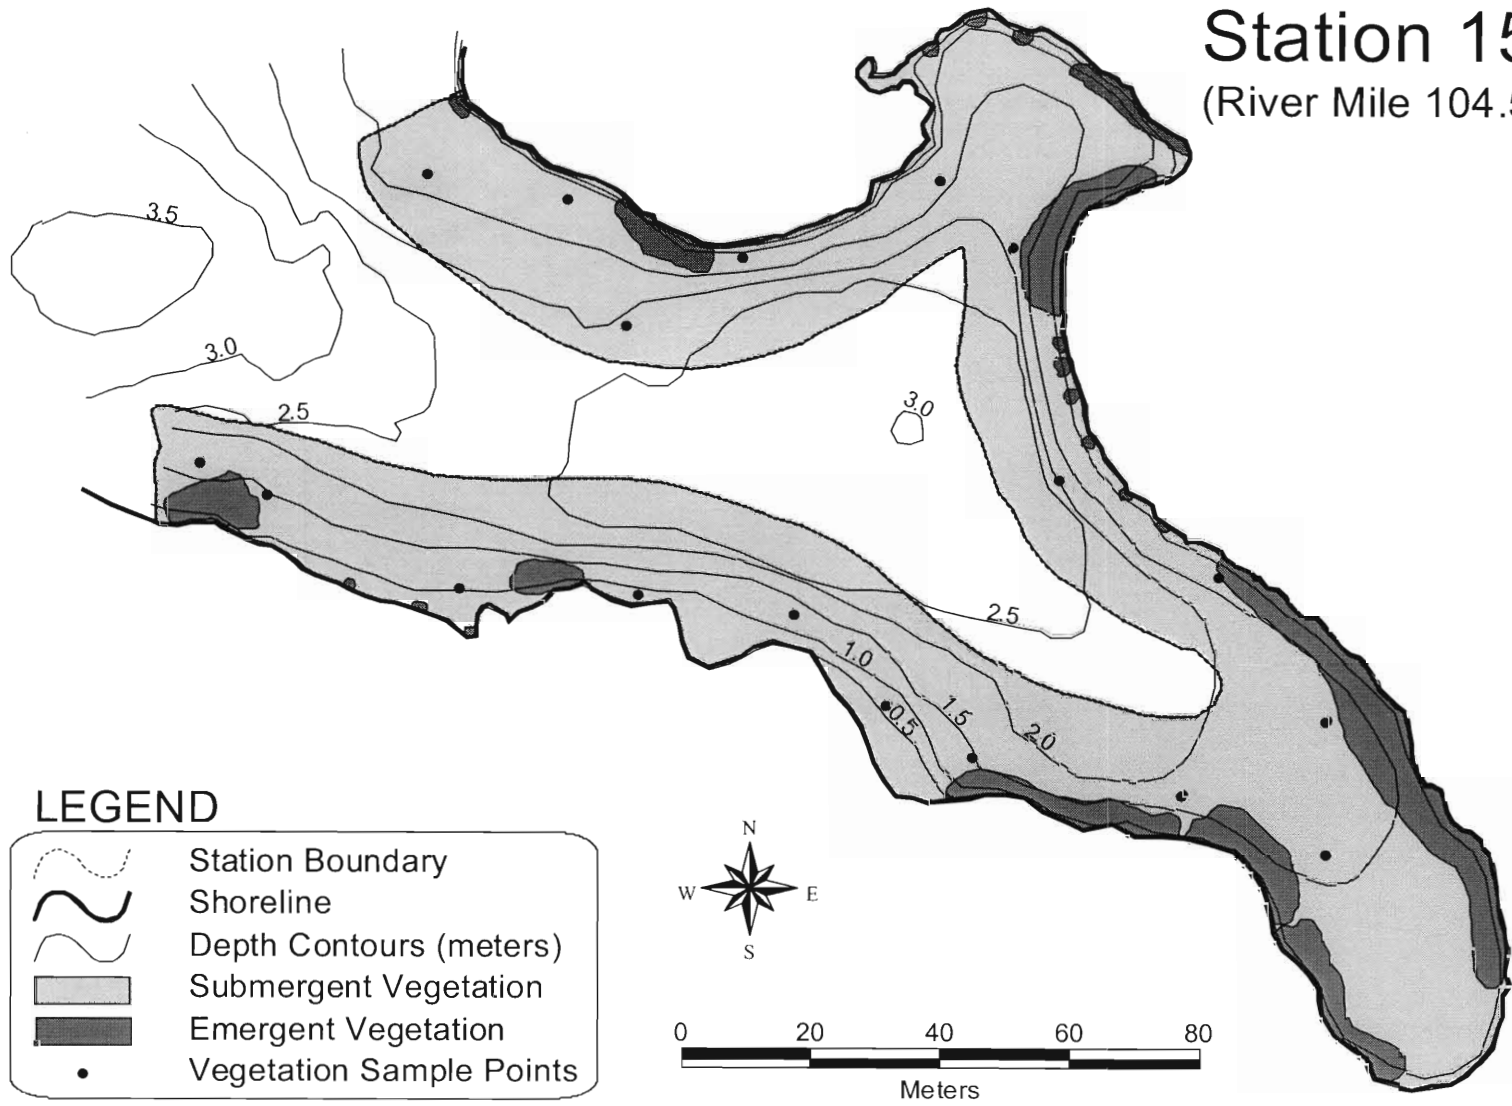 Station 15
(River Mile 104.5
3.5
3.0
2.5
3.0
2.5
1.0
0.5
1.5
2.0
LEGEND
Station Boundary
Shoreline
Depth Contours (meters)
Submergent Vegetation
Emergent Vegetation
Vegetation Sample Points
N
W E
S
0 20 40 60 80
Meters